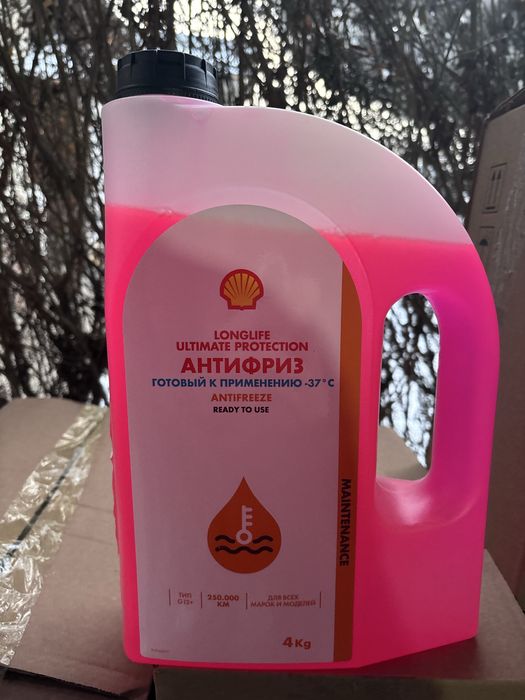 LONGLIFE
ULTIMATE PROTECTION
АНТИФРИЗ
ГОТОВЫЙ К ПРИМЕНЕНИЮ -37°С
ANTIFREEZE
READY TO USE
MAINTENANCE
ТИП
G12+
250.000
КМ
ДЛЯ ВСЕХ
МАРОК И МОДЕЛЕЙ
4Kg